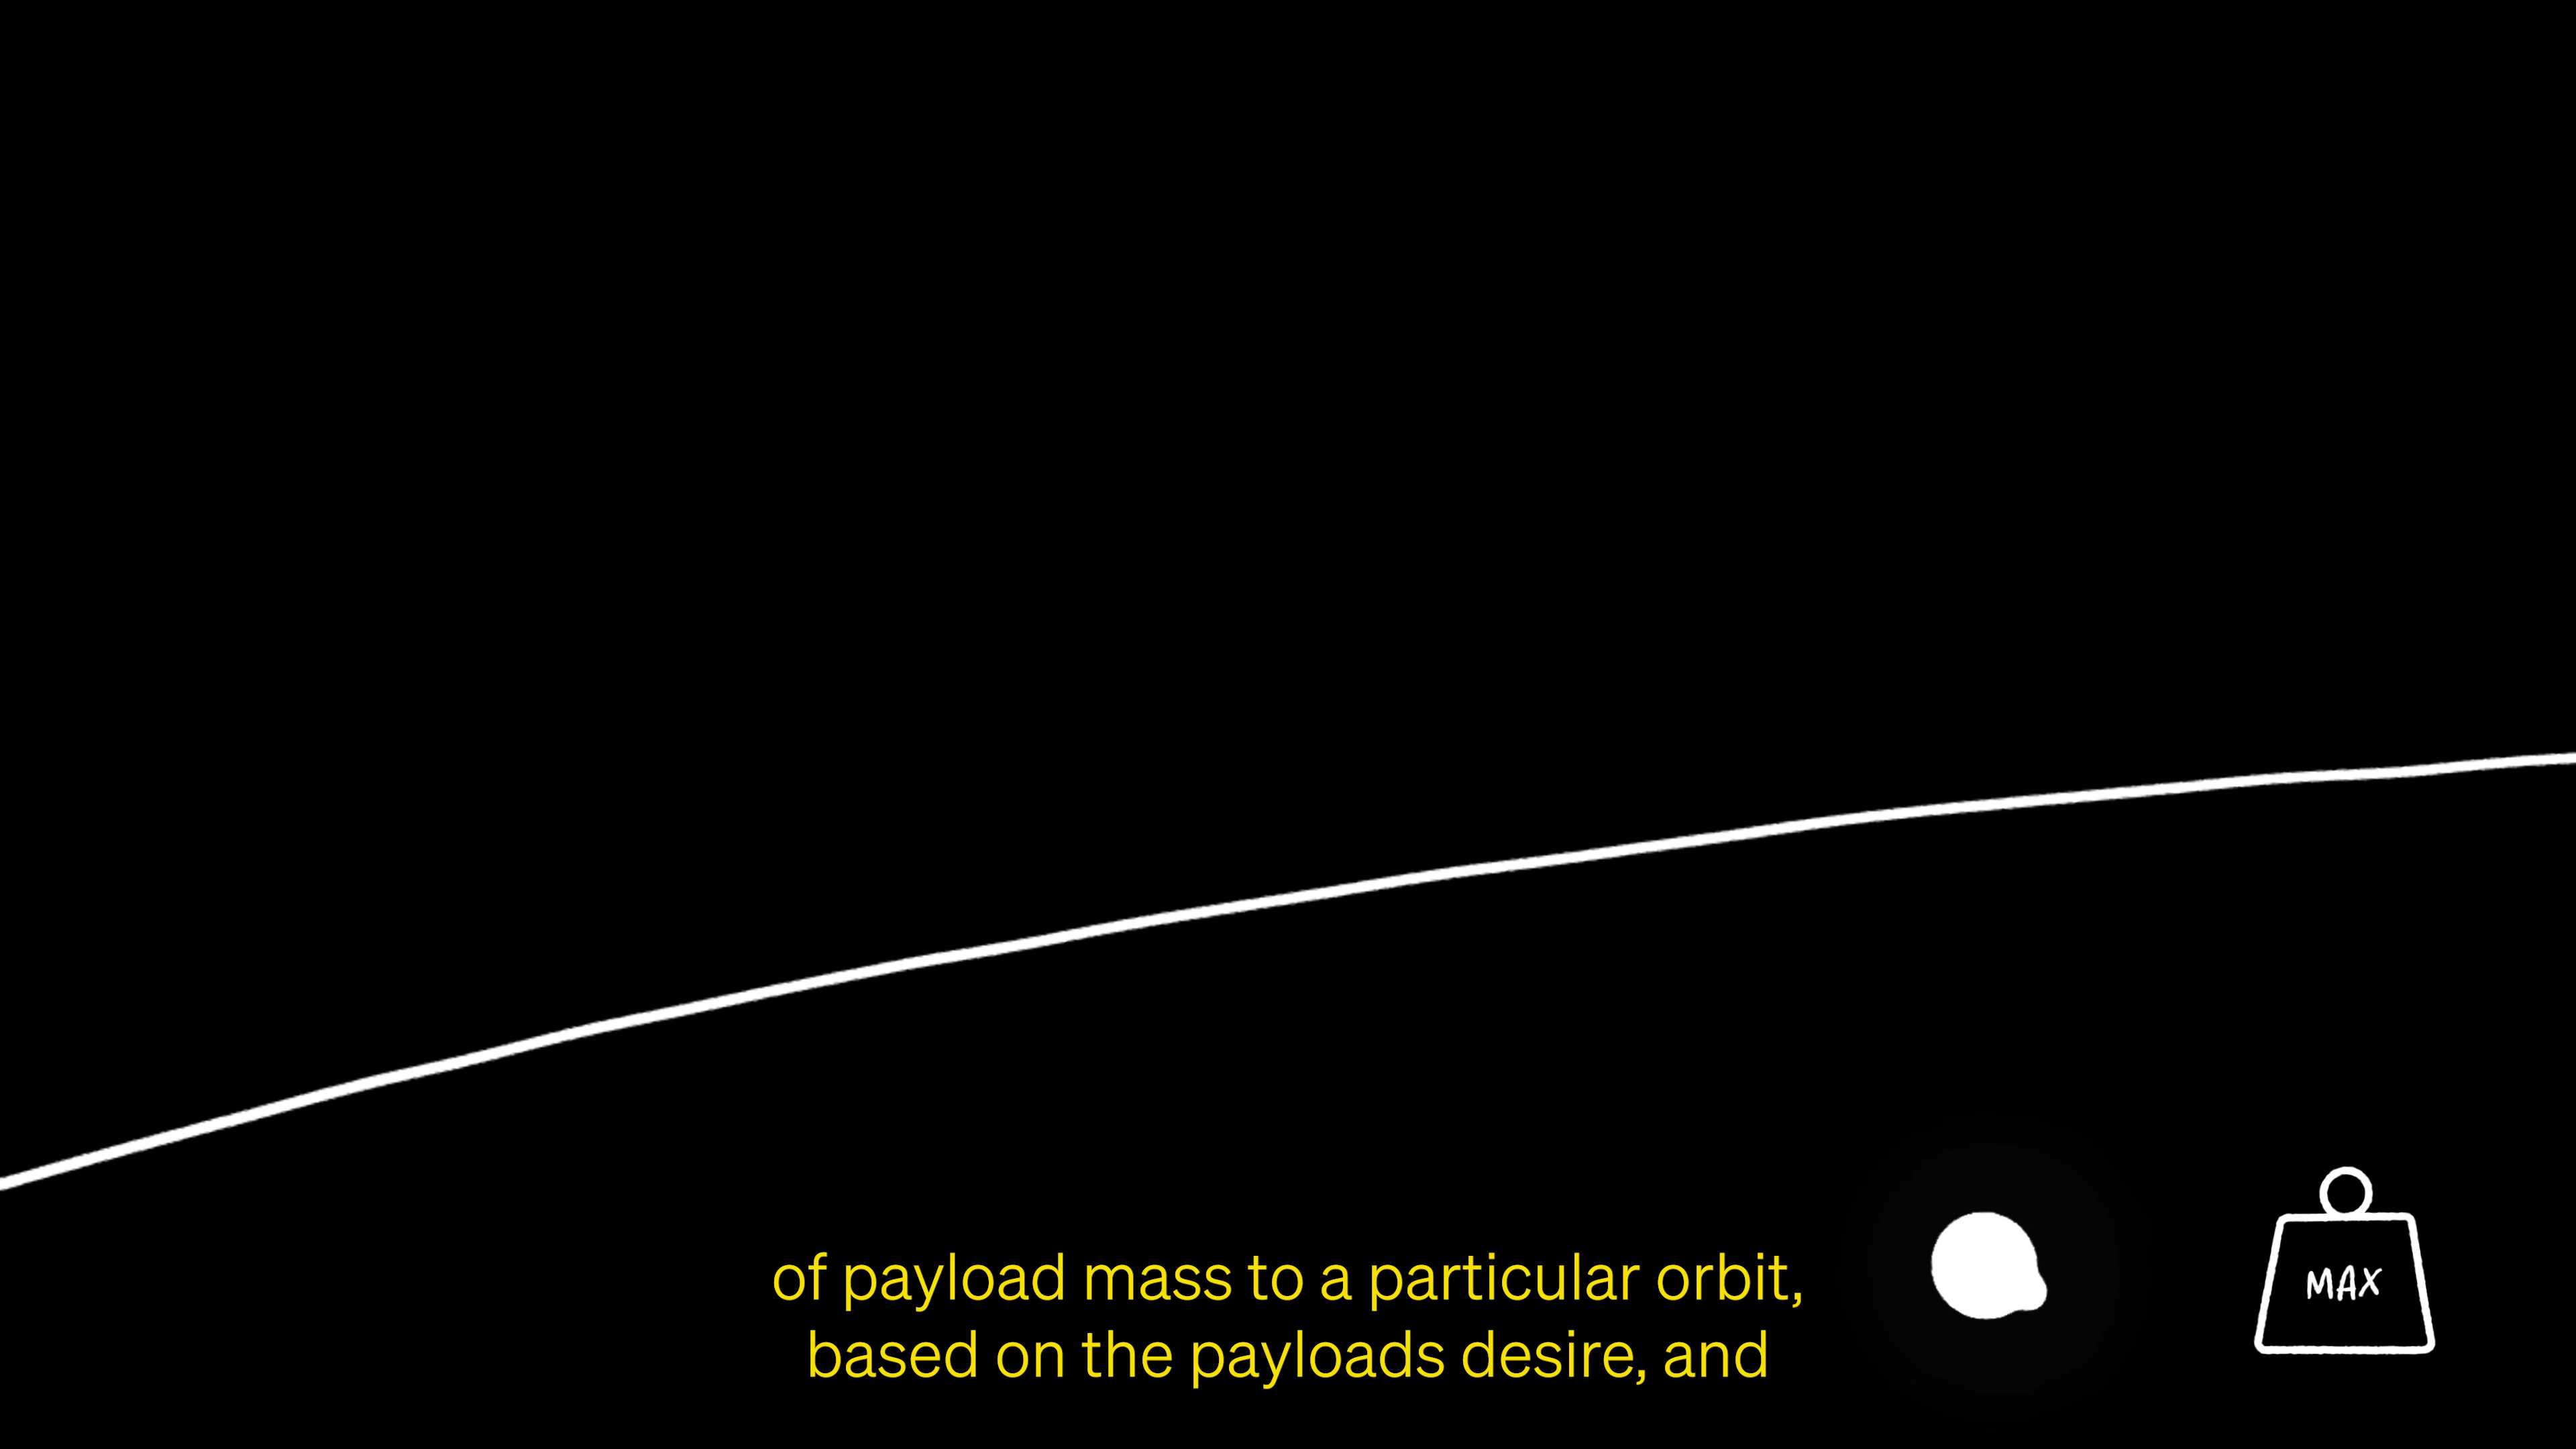 of payload mass to a particular orbit,
based on the payloads desire, and
MAX